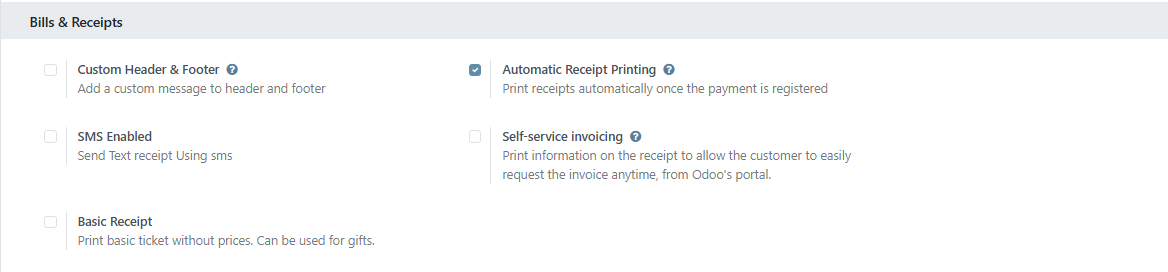 Bills & Receipts
Custom Header & Footer ?
Add a custom message to header and footer
Automatic Receipt Printing ?
Print receipts automatically once the payment is registered
SMS Enabled
Send Text receipt Using sms
Self-service invoicing ?
Print information on the receipt to allow the customer to easily
request the invoice anytime, from Odoo's portal.
Basic Receipt
Print basic ticket without prices. Can be used for gifts.